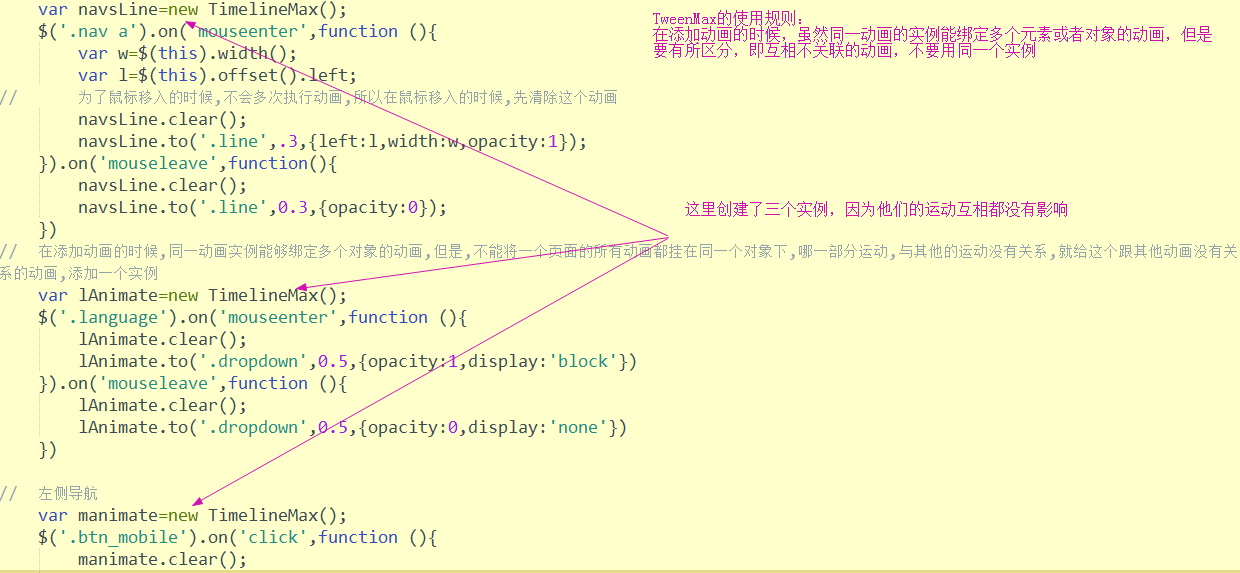 var navsLine=new TimelineMax();
$('.nav a').on('mouseenter',function (){
var w=$(this).width();
var l=$(this).offset().left;
// 为了鼠标移入的时候,不会多次执行动画,所以在鼠标移入的时候,先清除这个动画
navsLine.clear();
navsLine.to('.line',.3,{left:l,width:w,opacity:1});
}).on('mouseleave',function(){
navsLine.clear();
navsLine.to('.line',0.3,{opacity:0});
})
// 在添加动画的时候,同一动画实例能够绑定多个对象的动画,但是,不能将一个页面的所有动画都挂在同一个对象下,哪一部分运动,与其他的运动没有关系,就给这个跟其他动画没有关
系的动画,添加一个实例
var lAnimate=new TimelineMax();
$('.language').on('mouseenter',function (){
lAnimate.clear();
lAnimate.to('.dropdown',0.5,{opacity:1,display:'block'})
}).on('mouseleave',function (){
lAnimate.clear();
lAnimate.to('.dropdown',0.5,{opacity:0,display:'none'})
})
// 左侧导航
var manimate=new TimelineMax();
$('.btn_mobile').on('click',function (){
manimate.clear();
TweenMax的使用规则：
在添加动画的时候，虽然同一动画的实例能绑定多个元素或者对象的动画，但是
要有所区分，即互相不关联的动画，不要用同一个实例
这里创建了三个实例，因为他们的运动互相都没有影响